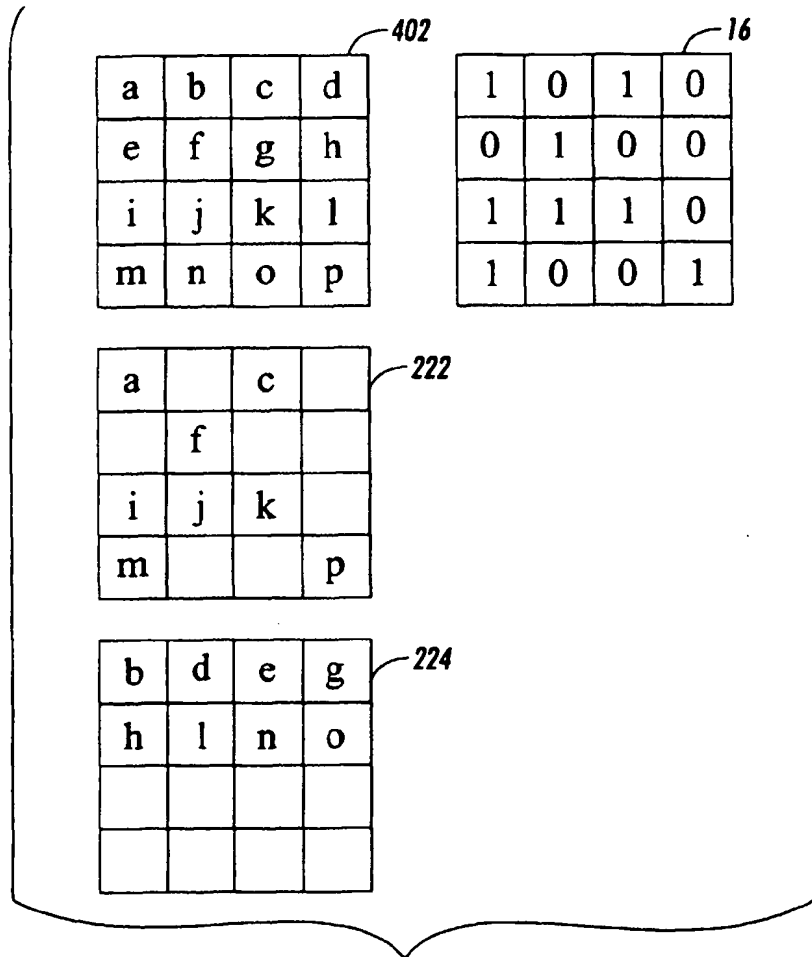 402
a b c d
e f g h
i j k l
m n o p
16
1 0 1 0
0 1 0 0
1 1 1 0
1 0 0 1
222
a c
f
i j k
m p
224
b d e g
h l n o